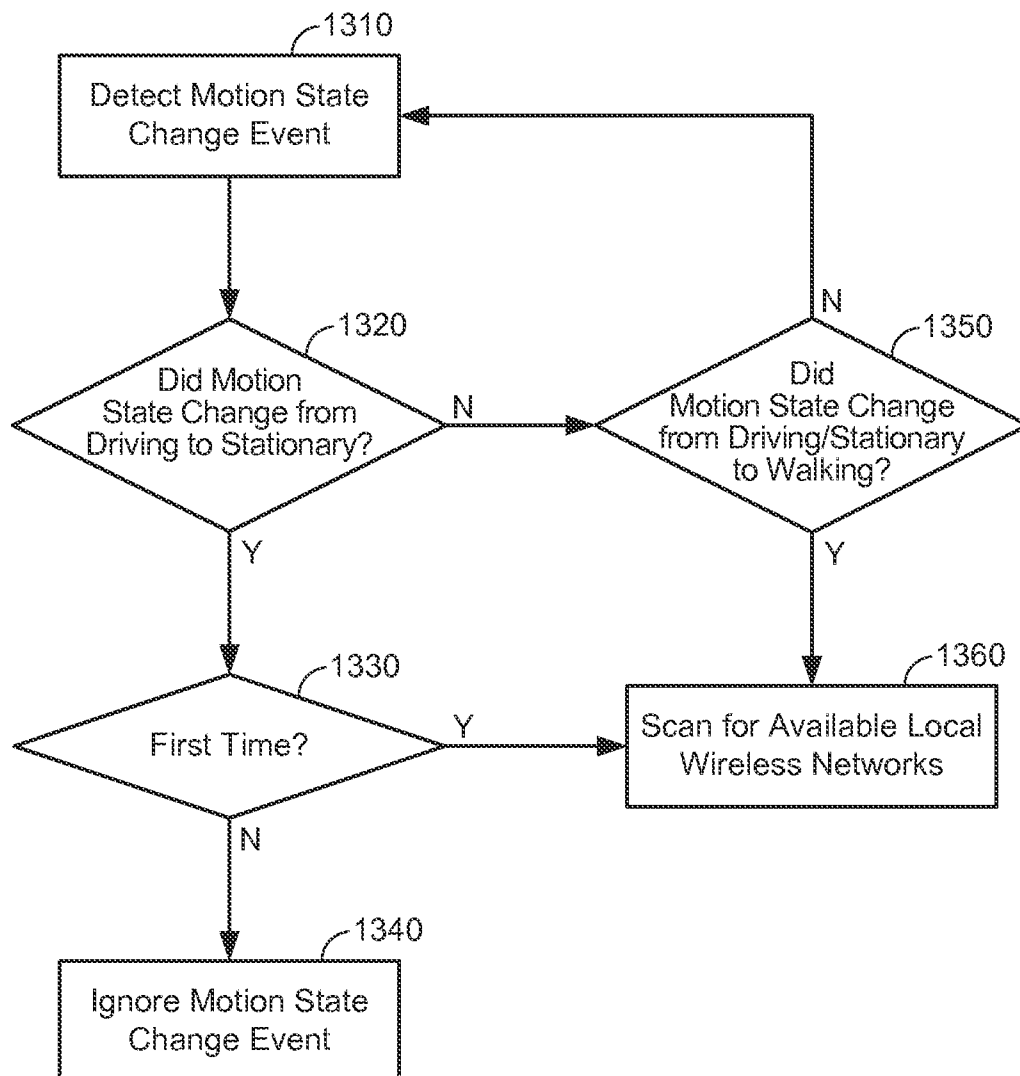 1310
Detect Motion State
Change Event
1320
Did Motion
State Change from
Driving to Stationary?
N
Y
N
1350
Did
Motion State Change
from Driving/Stationary
to Walking?
Y
1330
First Time?
Y
N
1360
Scan for Available Local
Wireless Networks
1340
Ignore Motion State
Change Event